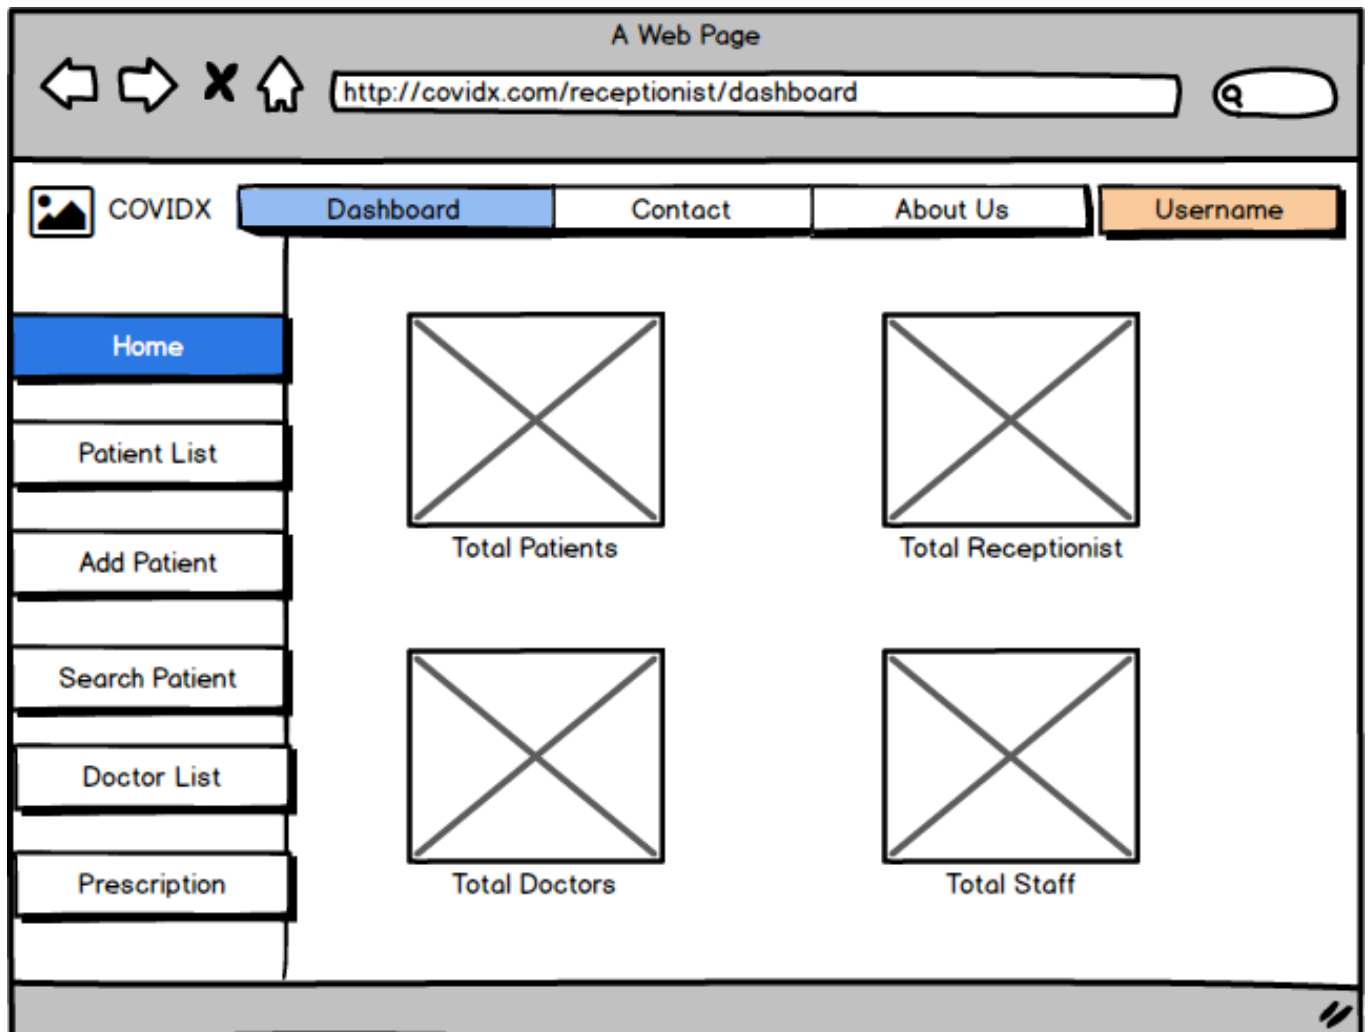 A Web Page
http://covidx.com/receptionist/dashboard
COVIDX
Dashboard
Contact
About Us
Username
Home
Patient List
Add Patient
Search Patient
Doctor List
Prescription
Total Patients
Total Receptionist
Total Doctors
Total Staff